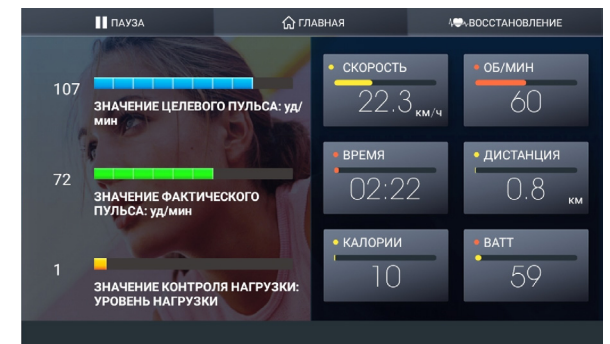 ПАУЗА
ГЛАВНАЯ
ВОССТАНОВЛЕНИЕ
107
ЗНАЧЕНИЕ ЦЕЛЕВОГО ПУЛЬСА: уд/
мин
72
ЗНАЧЕНИЕ ФАКТИЧЕСКОГО
ПУЛЬСА: уд/мин
1
ЗНАЧЕНИЕ КОНТРОЛЯ НАГРУЗКИ:
УРОВЕНЬ НАГРУЗКИ
СКОРОСТЬ
22.3 км/ч
ОБ/МИН
60
ВРЕМЯ
02:22
ДИСТАНЦИЯ
0.8 км
КАЛОРИИ
10
ВАТТ
59